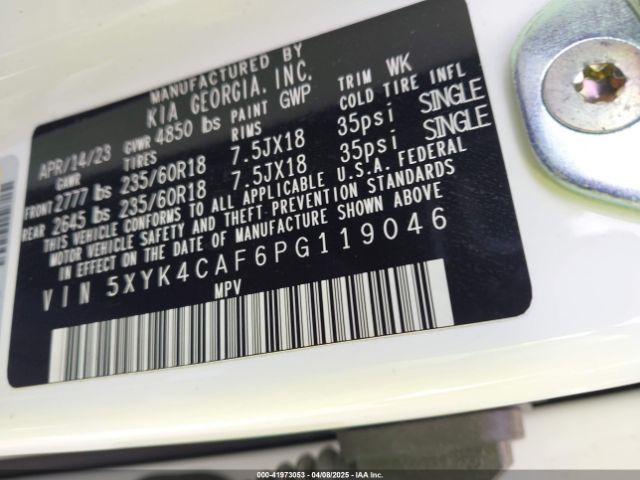 MANUFACTURED BY
KIA GEORGIA. INC.
APR/14/23 GVWR 4850 lbs PAINT GWP TRIM WK
GAWR TIRES RIMS COLD TIRE INFL
FRONT 2777 lbs 235/60R18 7.5JX18 35psi SINGLE
REAR 2645 lbs 235/60R18 7.5JX18 35psi SINGLE
THIS VEHICLE CONFORMS TO ALL APPLICABLE U.S.A. FEDERAL
MOTOR VEHICLE SAFETY AND THEFT-PREVENTION STANDARDS
IN EFFECT ON THE DATE OF MANUFACTURE SHOWN ABOVE
VIN 5XYK4CAF6PG119046
MPV
00-41973053 | 04/08/2025 - IAA Inc.